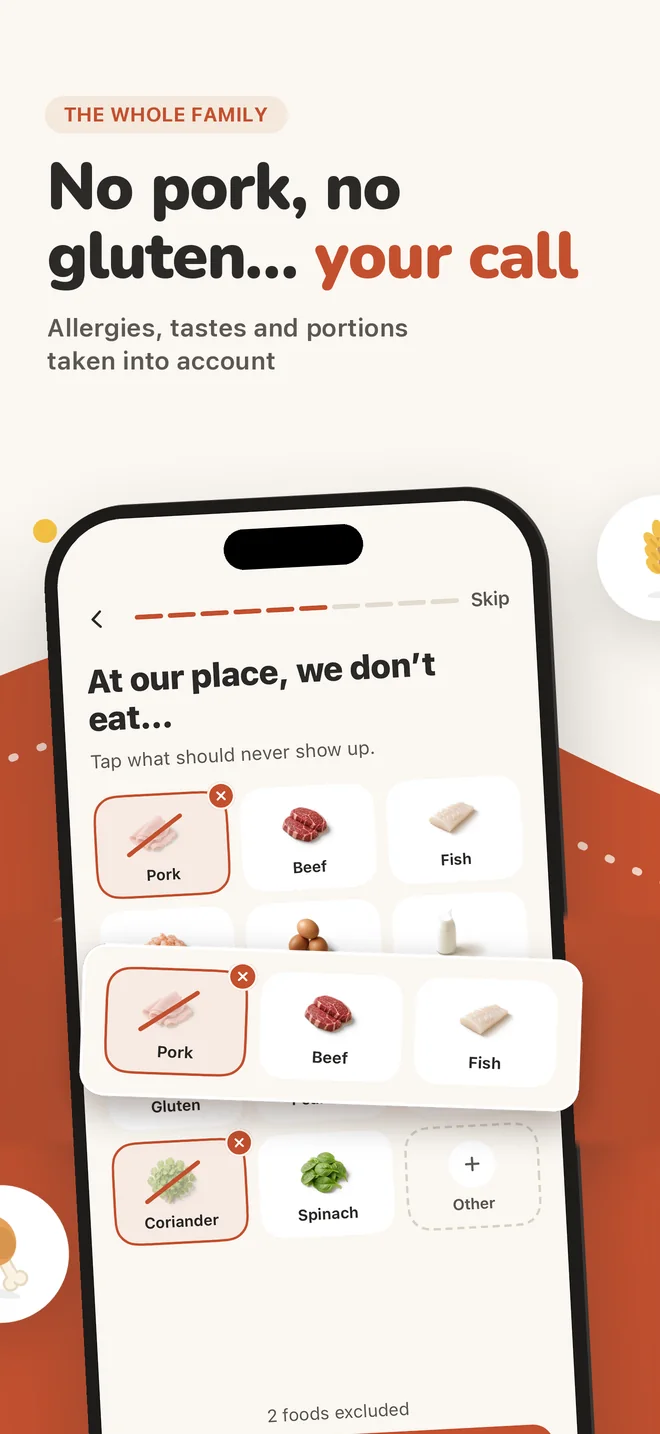 THE WHOLE FAMILY
No pork, no
gluten... your call
Allergies, tastes and portions
taken into account
Skip
At our place, we don't
eat...
Tap what should never show up.
Pork
Beef
Fish
Pork
Beef
Fish
Gluten
Coriander
Spinach
Other
2 foods excluded